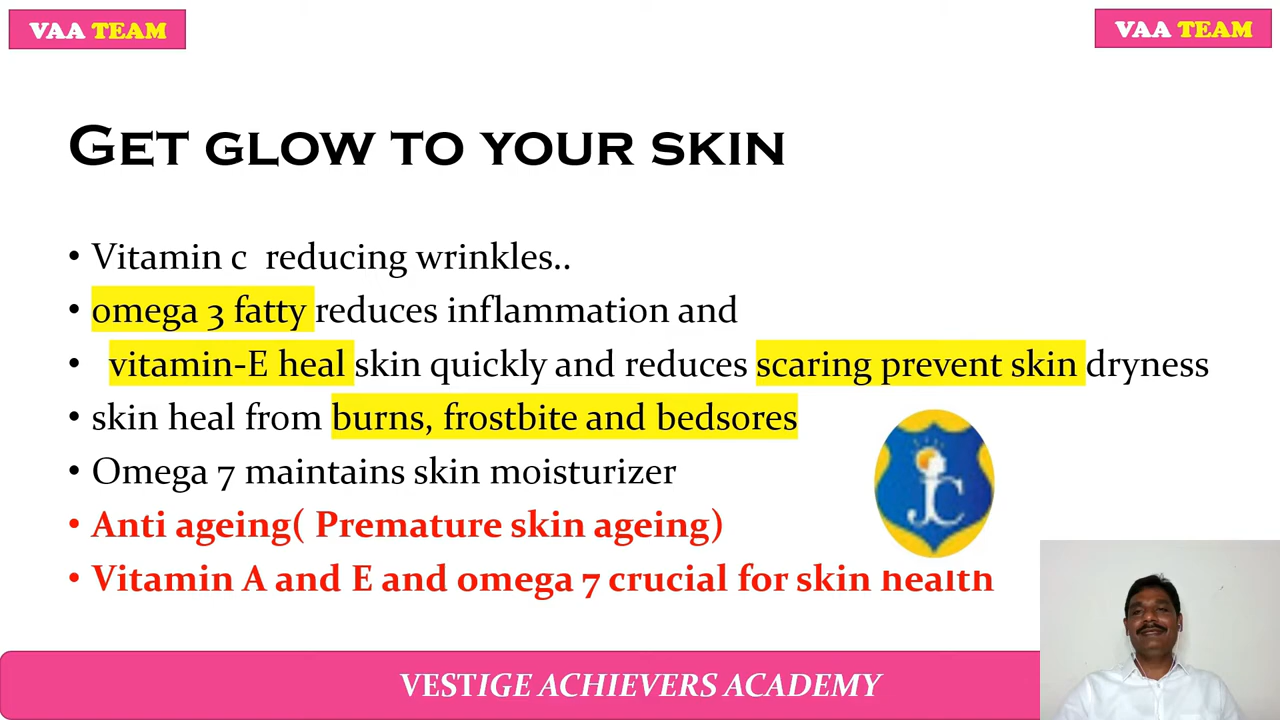 VAA TEAM
VAA TEAM
GET GLOW TO YOUR SKIN
• Vitamin c reducing wrinkles..
• omega 3 fatty reduces inflammation and
• vitamin-E heal skin quickly and reduces scaring prevent skin dryness
• skin heal from burns, frostbite and bedsores
• Omega 7 maintains skin moisturizer
• Anti ageing( Premature skin ageing)
• Vitamin A and E and omega 7 crucial for skin health
JC
VESTIGE ACHIEVERS ACADEMY